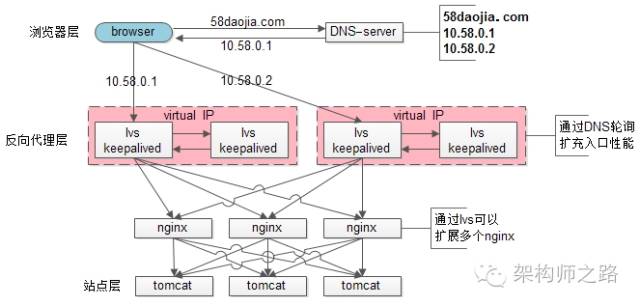 浏览器层
browser
58daojia.com
10.58.0.1
DNS-server
58daojia.com
10.58.0.1
10.58.0.2
10.58.0.1
10.58.0.2
反向代理层
virtual IP
lvs
keepalived
lvs
keepalived
virtual IP
lvs
keepalived
lvs
keepalived
通过DNS轮询
扩充入口性能
nginx
nginx
nginx
通过lvs可以
扩展多个nginx
站点层
tomcat
tomcat
tomcat
架构师之路